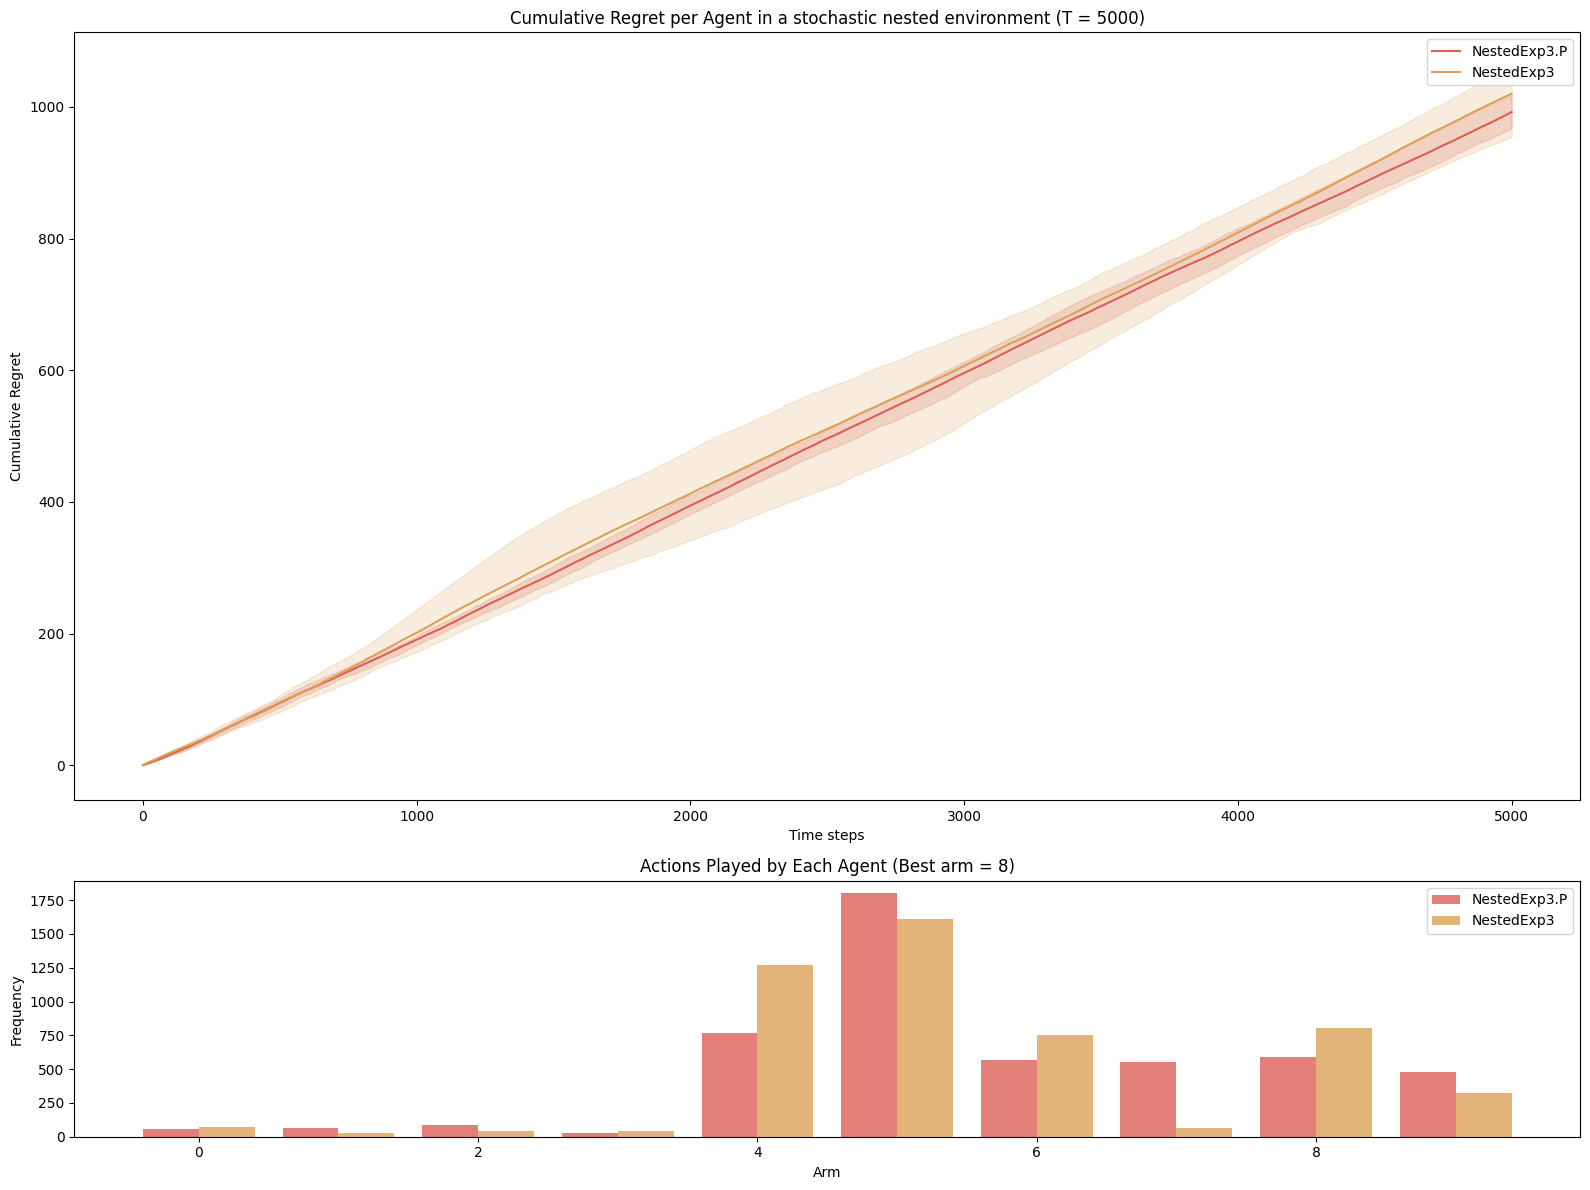 Cumulative Regret per Agent in a stochastic nested environment (T = 5000)
NestedExp3.P
NestedExp3
Cumulative Regret
1000
800
600
400
200
0
0 1000 2000 3000 4000 5000
Time steps
Actions Played by Each Agent (Best arm = 8)
NestedExp3.P
NestedExp3
Frequency
1750
1500
1250
1000
750
500
250
0
0 2 4 6 8
Arm